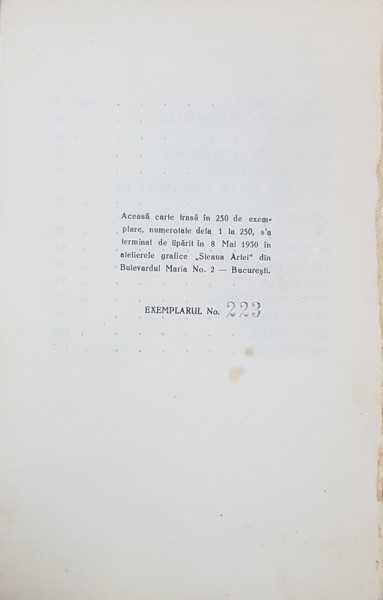 Aceasă carte trasă în 250 de exem-
plare, numerotate dela 1 la 250, s'a
terminat de tipărit în 8 Mai 1930 în
atelierele grafice „Steaua Artei" din
Bulevardul Maria No. 2 — Bucureşti.
EXEMPLARUL No. 223